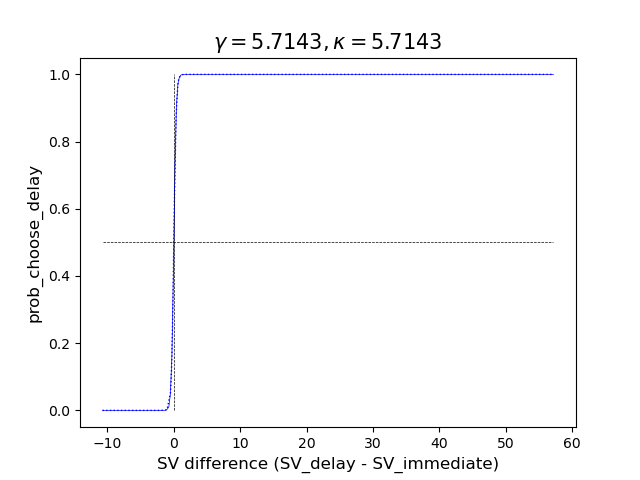 γ = 5.7143, κ = 5.7143
1.0
0.8
0.6
0.4
0.2
0.0
prob_choose_delay
−10 0 10 20 30 40 50 60
SV difference (SV_delay - SV_immediate)